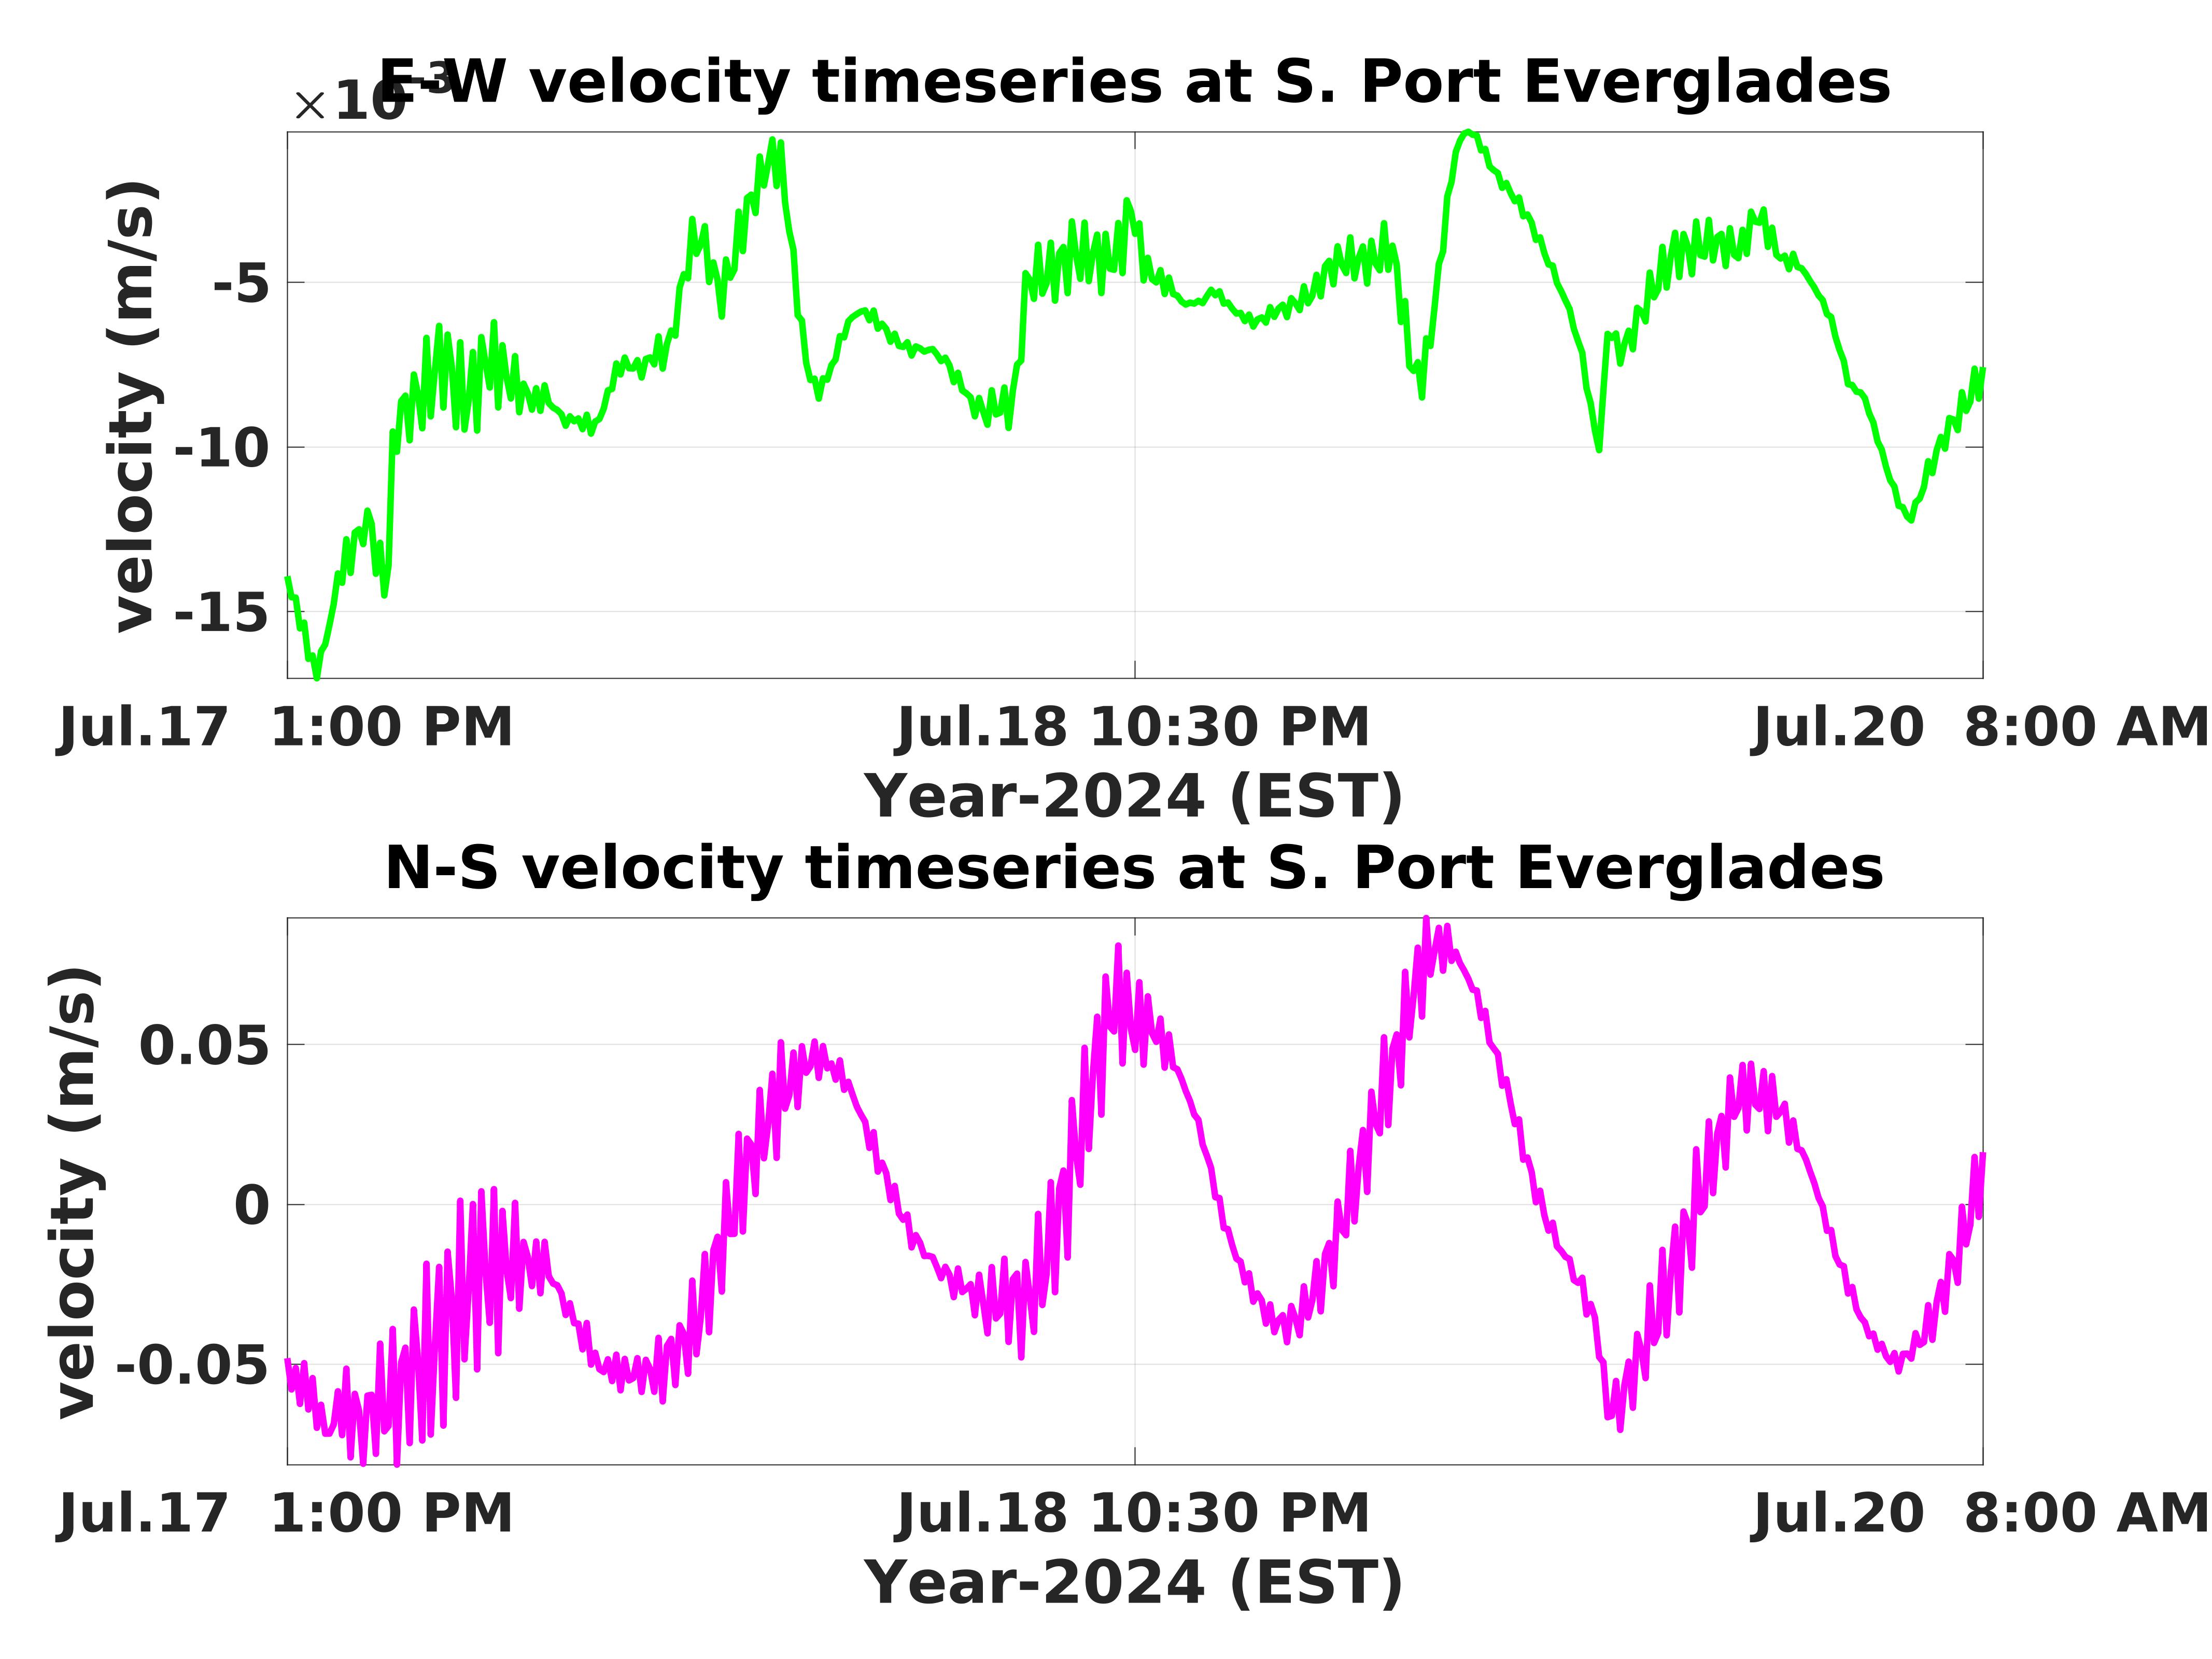 E-W velocity timeseries at S. Port Everglades
×10-3
velocity (m/s)
-5
-10
-15
Jul.17 1:00 PM Jul.18 10:30 PM Jul.20 8:00 AM
Year-2024 (EST)
N-S velocity timeseries at S. Port Everglades
velocity (m/s)
0.05
0
-0.05
Jul.17 1:00 PM Jul.18 10:30 PM Jul.20 8:00 AM
Year-2024 (EST)